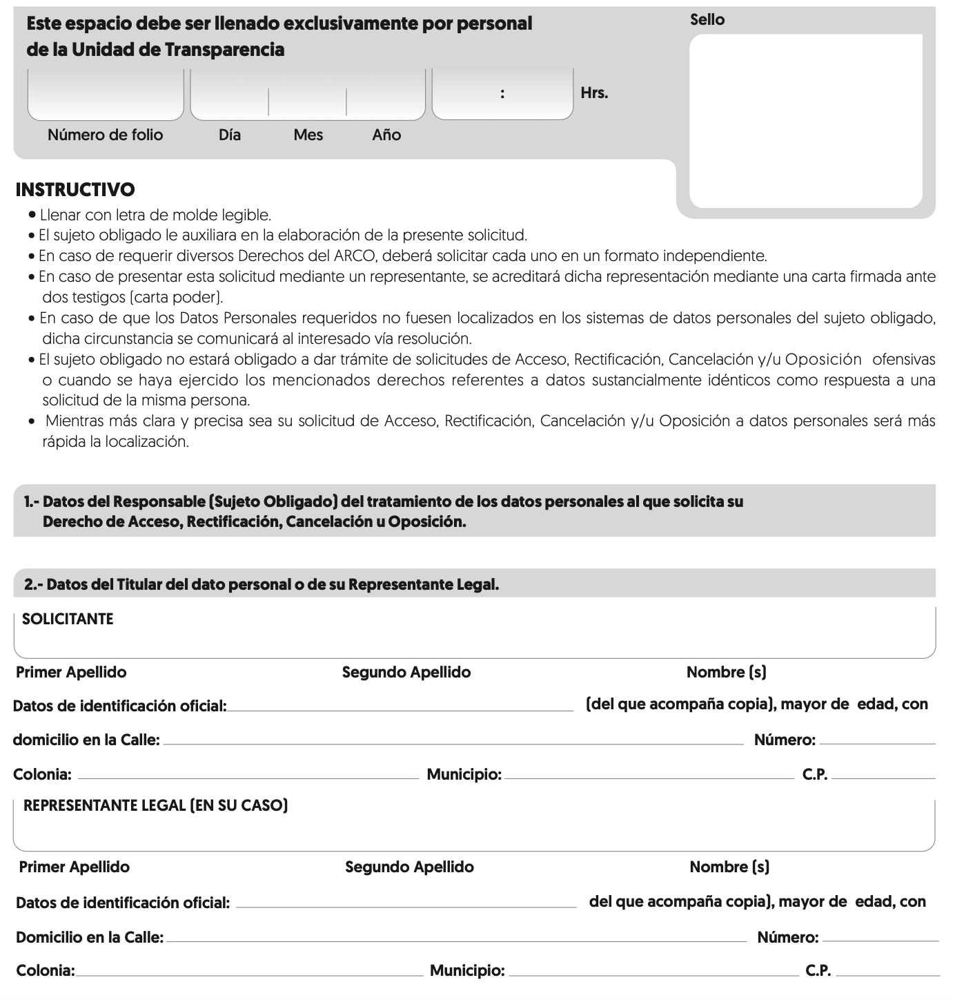 Este espacio debe ser llenado exclusivamente por personal
de la Unidad de Transparencia
Sello
: Hrs.
Número de folio Día Mes Año
INSTRUCTIVO
• Llenar con letra de molde legible.
• El sujeto obligado le auxiliara en la elaboración de la presente solicitud.
• En caso de requerir diversos Derechos del ARCO, deberá solicitar cada uno en un formato independiente.
• En caso de presentar esta solicitud mediante un representante, se acreditará dicha representación mediante una carta firmada ante
dos testigos (carta poder).
• En caso de que los Datos Personales requeridos no fuesen localizados en los sistemas de datos personales del sujeto obligado,
dicha circunstancia se comunicará al interesado vía resolución.
• El sujeto obligado no estará obligado a dar trámite de solicitudes de Acceso, Rectificación, Cancelación y/u Oposición ofensivas
o cuando se haya ejercido los mencionados derechos referentes a datos sustancialmente idénticos como respuesta a una
solicitud de la misma persona.
• Mientras más clara y precisa sea su solicitud de Acceso, Rectificación, Cancelación y/u Oposición a datos personales será más
rápida la localización.
1.- Datos del Responsable (Sujeto Obligado) del tratamiento de los datos personales al que solicita su
Derecho de Acceso, Rectificación, Cancelación u Oposición.
2.- Datos del Titular del dato personal o de su Representante Legal.
SOLICITANTE
Primer Apellido Segundo Apellido Nombre (s)
Datos de identificación oficial: (del que acompaña copia), mayor de edad, con
domicilio en la Calle: Número:
Colonia: Municipio: C.P.
REPRESENTANTE LEGAL (EN SU CASO)
Primer Apellido Segundo Apellido Nombre (s)
Datos de identificación oficial: del que acompaña copia), mayor de edad, con
Domicilio en la Calle: Número:
Colonia: Municipio: C.P.